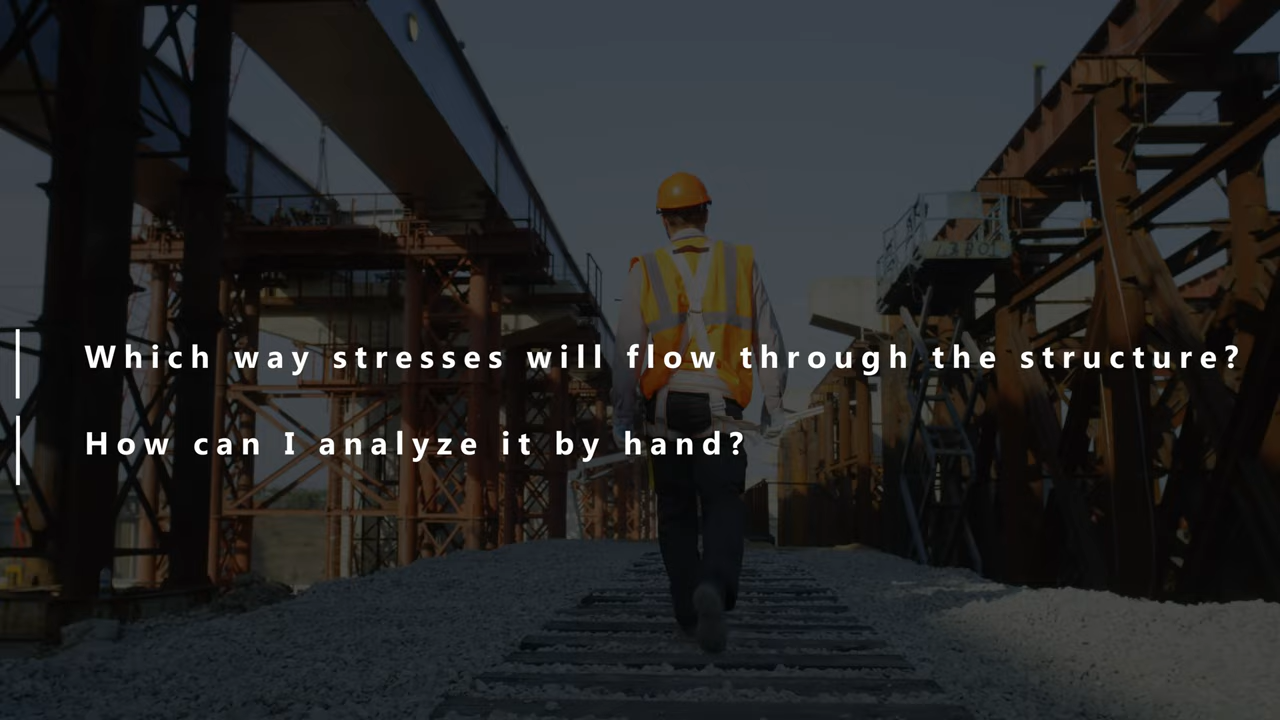 Which way stresses will flow through the structure?
How can I analyze it by hand?